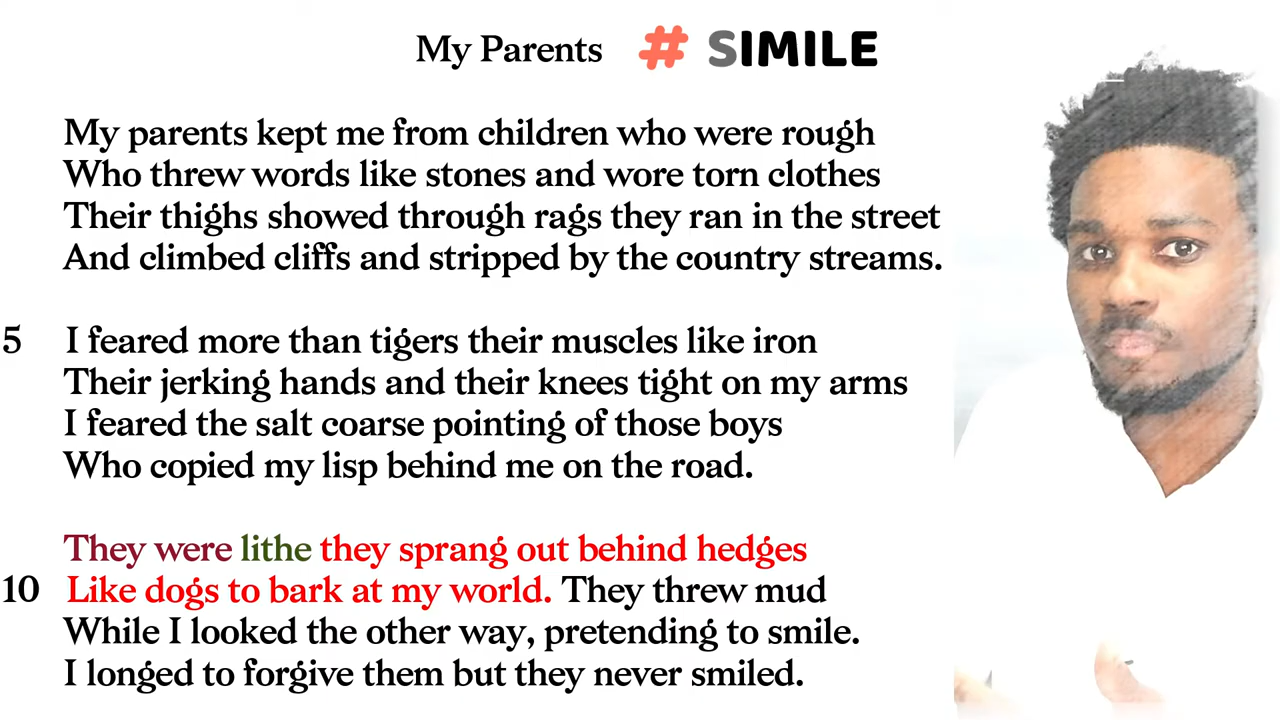 My Parents # SIMILE
My parents kept me from children who were rough
Who threw words like stones and wore torn clothes
Their thighs showed through rags they ran in the street
And climbed cliffs and stripped by the country streams.
5 I feared more than tigers their muscles like iron
Their jerking hands and their knees tight on my arms
I feared the salt coarse pointing of those boys
Who copied my lisp behind me on the road.
They were lithe they sprang out behind hedges
10 Like dogs to bark at my world. They threw mud
While I looked the other way, pretending to smile.
I longed to forgive them but they never smiled.